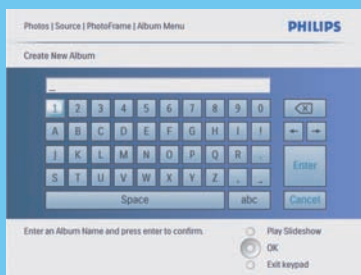 Photos | Source | PhotoFrame | Album Menu PHILIPS
Create New Album
_
1 2 3 4 5 6 7 8 9 0
A B C D E F G H I !
J K L M N O P Q R .
S T U V W X Y Z , _
Enter
Space abc Cancel
Enter an Album Name and press enter to confirm. Play Slideshow
OK
Exit keypad